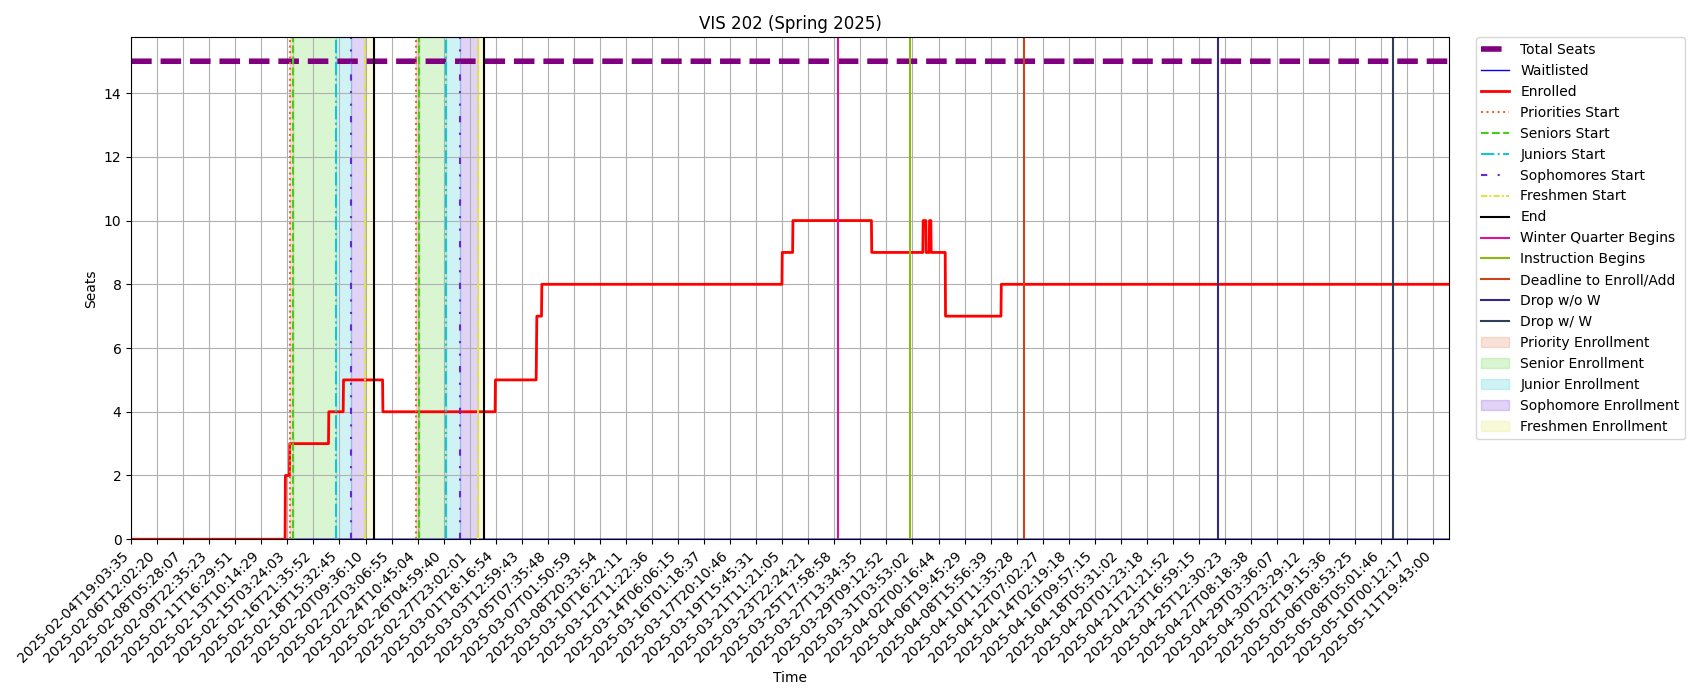 VIS 202 (Spring 2025)
Seats
14
12
10
8
6
4
2
0
2025-02-04T19:03:35
2025-02-06T12:02:20
2025-02-08T05:28:07
2025-02-09T22:35:23
2025-02-11T16:29:51
2025-02-13T10:14:29
2025-02-15T03:24:03
2025-02-16T21:35:52
2025-02-18T15:32:45
2025-02-20T09:36:10
2025-02-22T03:06:55
2025-02-24T10:45:04
2025-02-26T04:59:40
2025-02-27T23:02:01
2025-03-01T18:16:54
2025-03-03T12:59:43
2025-03-05T07:35:48
2025-03-07T01:50:59
2025-03-08T20:33:54
2025-03-10T16:22:11
2025-03-12T11:22:36
2025-03-14T06:06:15
2025-03-16T01:18:37
2025-03-17T20:10:46
2025-03-19T15:45:31
2025-03-21T11:21:05
2025-03-23T22:24:21
2025-03-25T17:58:58
2025-03-27T13:34:35
2025-03-29T09:12:52
2025-03-31T03:53:02
2025-04-02T00:16:44
2025-04-06T19:45:29
2025-04-08T15:56:39
2025-04-10T11:35:28
2025-04-12T07:02:27
2025-04-14T02:19:18
2025-04-16T09:57:15
2025-04-18T05:31:02
2025-04-20T01:23:18
2025-04-21T21:21:52
2025-04-23T16:59:15
2025-04-25T12:30:23
2025-04-27T08:18:38
2025-04-29T03:36:07
2025-04-30T23:29:12
2025-05-02T19:15:36
2025-05-06T08:53:25
2025-05-08T05:01:46
2025-05-10T00:12:17
2025-05-11T19:43:00
Time
Total Seats
Waitlisted
Enrolled
Priorities Start
Seniors Start
Juniors Start
Sophomores Start
Freshmen Start
End
Winter Quarter Begins
Instruction Begins
Deadline to Enroll/Add
Drop w/o W
Drop w/ W
Priority Enrollment
Senior Enrollment
Junior Enrollment
Sophomore Enrollment
Freshmen Enrollment